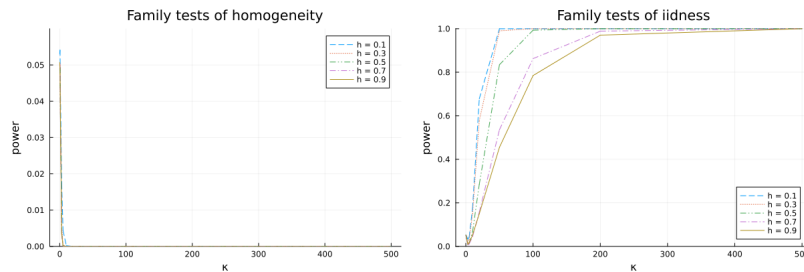 Family tests of homogeneity
power
0.05
0.04
0.03
0.02
0.01
0.00
0
100
200
300
400
500
κ
h = 0.1
h = 0.3
h = 0.5
h = 0.7
h = 0.9
Family tests of iidness
power
1.0
0.8
0.6
0.4
0.2
0.0
0
100
200
300
400
500
κ
h = 0.1
h = 0.3
h = 0.5
h = 0.7
h = 0.9